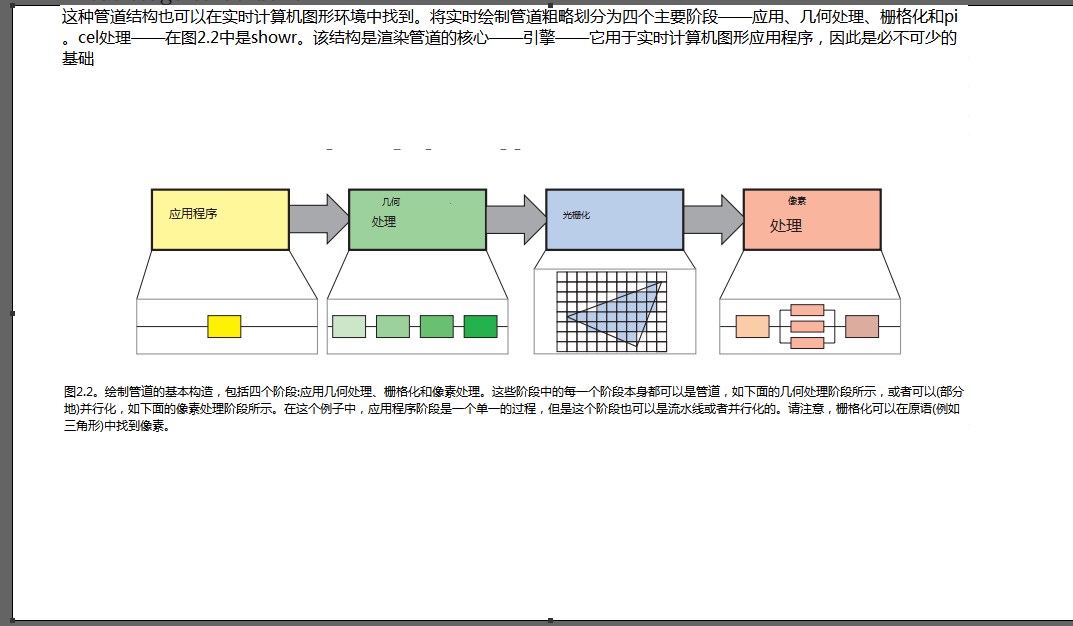 这种管道结构也可以在实时计算机图形环境中找到。将实时绘制管道粗略划分为四个主要阶段——应用、几何处理、栅格化和pi
。cel处理——在图2.2中是showr。该结构是渲染管道的核心——引擎——它用于实时计算机图形应用程序，因此是必不可少的
基础
应用程序
几何
处理
光栅化
像素
处理
图2.2。绘制管道的基本构造，包括四个阶段:应用几何处理、栅格化和像素处理。这些阶段中的每一个阶段本身都可以是管道，如下面的几何处理阶段所示，或者可以(部分
地)并行化，如下面的像素处理阶段所示。在这个例子中，应用程序阶段是一个单一的过程，但是这个阶段也可以是流水线或者并行化的。请注意，栅格化可以在原语(例如
三角形)中找到像素。